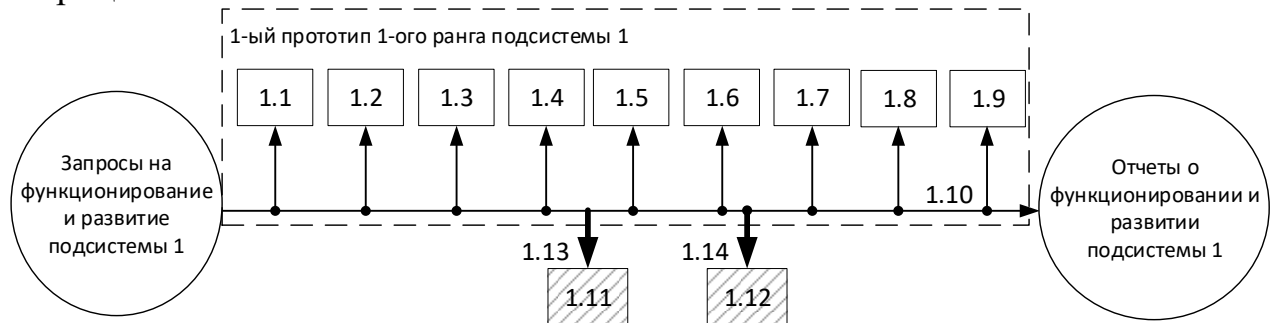 1-ый прототип 1-ого ранга подсистемы 1
1.1 1.2 1.3 1.4 1.5 1.6 1.7 1.8 1.9
Запросы на
функционирование
и развитие
подсистемы 1
Отчеты о
функционировании и
развитии
подсистемы 1
1.10
1.13 1.14
1.11 1.12